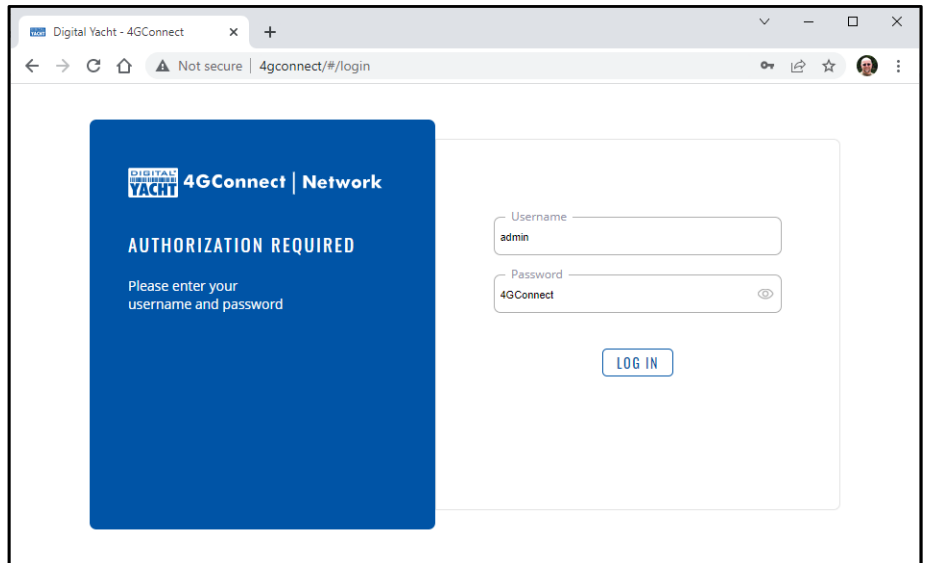 Digital Yacht - 4GConnect
Not secure 4gconnect/#/login
DIGITAL
YACHT 4GConnect | Network
AUTHORIZATION REQUIRED
Please enter your
username and password
Username
admin
Password
4GConnect
LOG IN